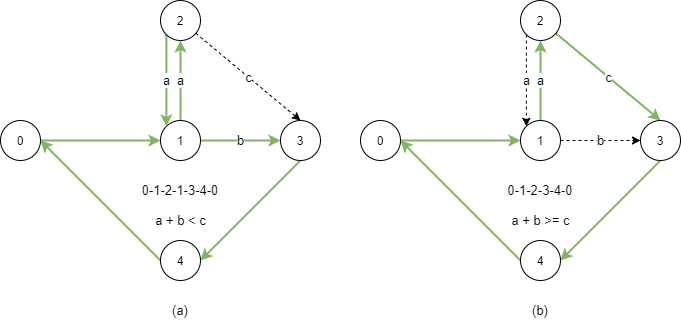 2
a
a
c
0
1
b
3
0-1-2-1-3-4-0
a + b < c
4
(a)
2
a
a
c
0
1
b
3
0-1-2-3-4-0
a + b >= c
4
(b)